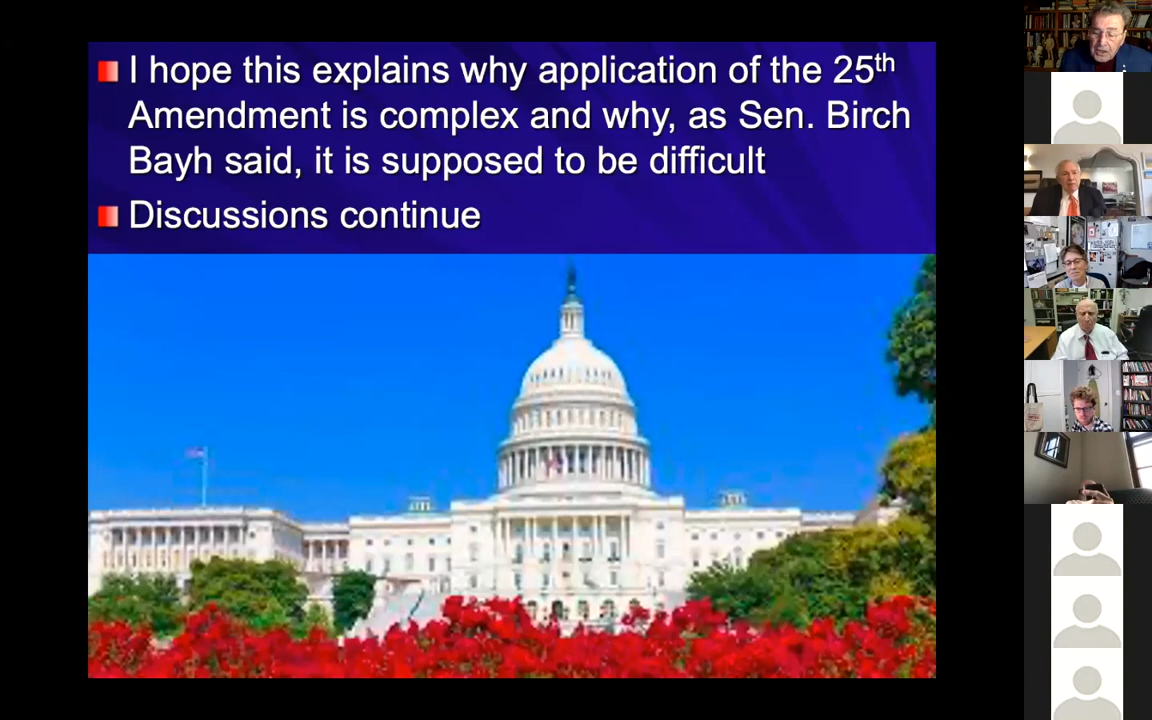 I hope this explains why application of the 25th
Amendment is complex and why, as Sen. Birch
Bayh said, it is supposed to be difficult
Discussions continue